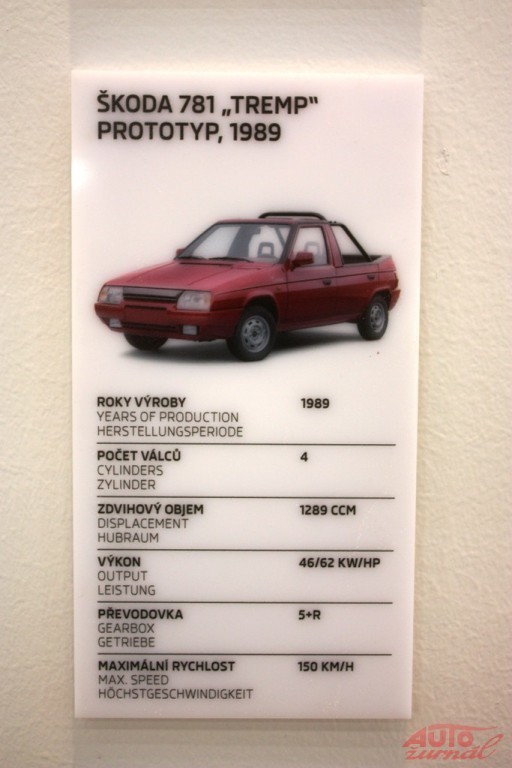 ŠKODA 781 „TREMP“
PROTOTYP, 1989
ROKY VÝROBY 1989
YEARS OF PRODUCTION
HERSTELLUNGSPERIODE
POČET VÁLCŮ 4
CYLINDERS
ZYLINDER
ZDVIHOVÝ OBJEM 1289 CCM
DISPLACEMENT
HUBRAUM
VÝKON 46/62 KW/HP
OUTPUT
LEISTUNG
PŘEVODOVKA 5+R
GEARBOX
GETRIEBE
MAXIMÁLNÍ RYCHLOST 150 KM/H
MAX. SPEED
HÖCHSTGESCHWINDIGKEIT
AUTO
žurnál